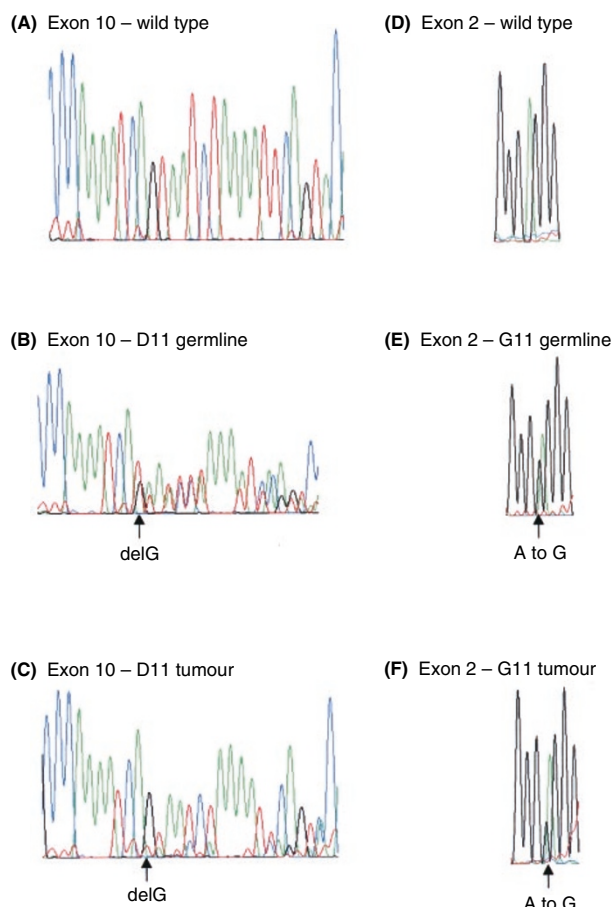 (A) Exon 10 – wild type
(D) Exon 2 – wild type
(B) Exon 10 – D11 germline
(E) Exon 2 – G11 germline
delG
A to G
(C) Exon 10 – D11 tumour
(F) Exon 2 – G11 tumour
delG
A to G